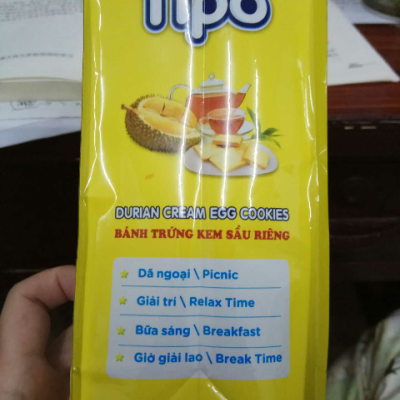 Tipo
DURIAN CREAM EGG COOKIES
BÁNH TRỨNG KEM SẦU RIÊNG
Dã ngoại \ Picnic
Giải trí \ Relax Time
Bữa sáng \ Breakfast
Giờ giải lao \ Break Time